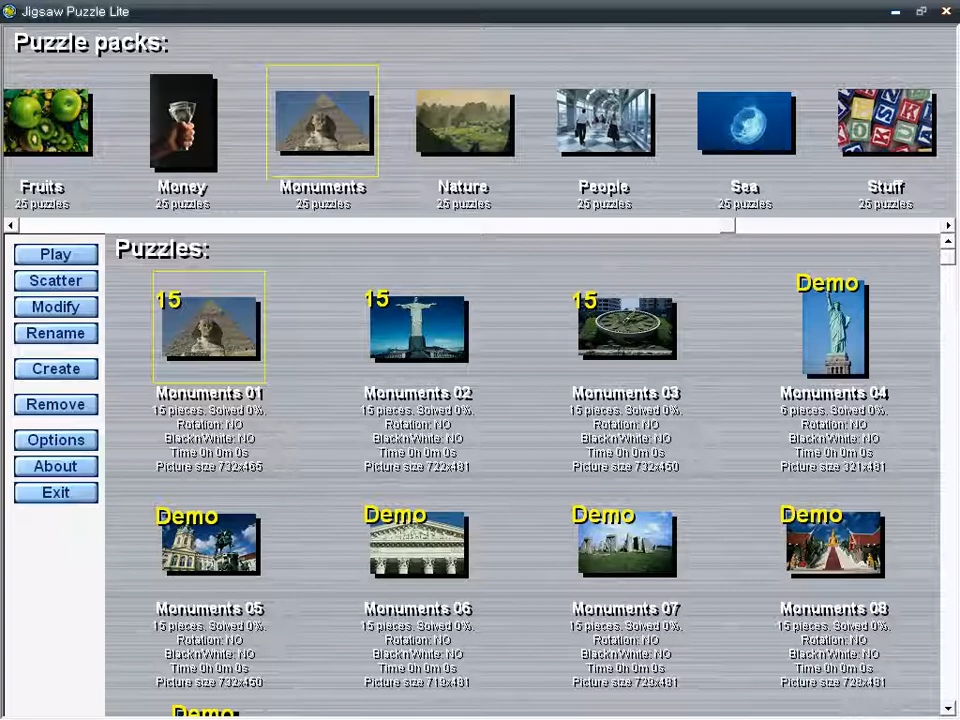 Jigsaw Puzzle Lite
Puzzle packs:
Fruits
25 puzzles
Money
25 puzzles
Monuments
25 puzzles
Nature
25 puzzles
People
25 puzzles
Sea
25 puzzles
Stuff
25 puzzles
Play
Scatter
Modify
Rename
Create
Remove
Options
About
Exit
Puzzles:
15
Monuments 01
15 pieces. Solved 0%.
Rotation: NO
Black'n'White: NO
Time 0h 0m 0s
Picture size 732x465
15
Monuments 02
15 pieces. Solved 0%.
Rotation: NO
Black'n'White: NO
Time 0h 0m 0s
Picture size 722x481
15
Monuments 03
15 pieces. Solved 0%.
Rotation: NO
Black'n'White: NO
Time 0h 0m 0s
Picture size 732x450
Demo
Monuments 04
6 pieces. Solved 0%.
Rotation: NO
Black'n'White: NO
Time 0h 0m 0s
Picture size 321x481
Demo
Monuments 05
15 pieces. Solved 0%.
Rotation: NO
Black'n'White: NO
Time 0h 0m 0s
Picture size 732x450
Demo
Monuments 06
15 pieces. Solved 0%.
Rotation: NO
Black'n'White: NO
Time 0h 0m 0s
Picture size 719x481
Demo
Monuments 07
15 pieces. Solved 0%.
Rotation: NO
Black'n'White: NO
Time 0h 0m 0s
Picture size 729x481
Demo
Monuments 08
15 pieces. Solved 0%.
Rotation: NO
Black'n'White: NO
Time 0h 0m 0s
Picture size 728x481
Demo